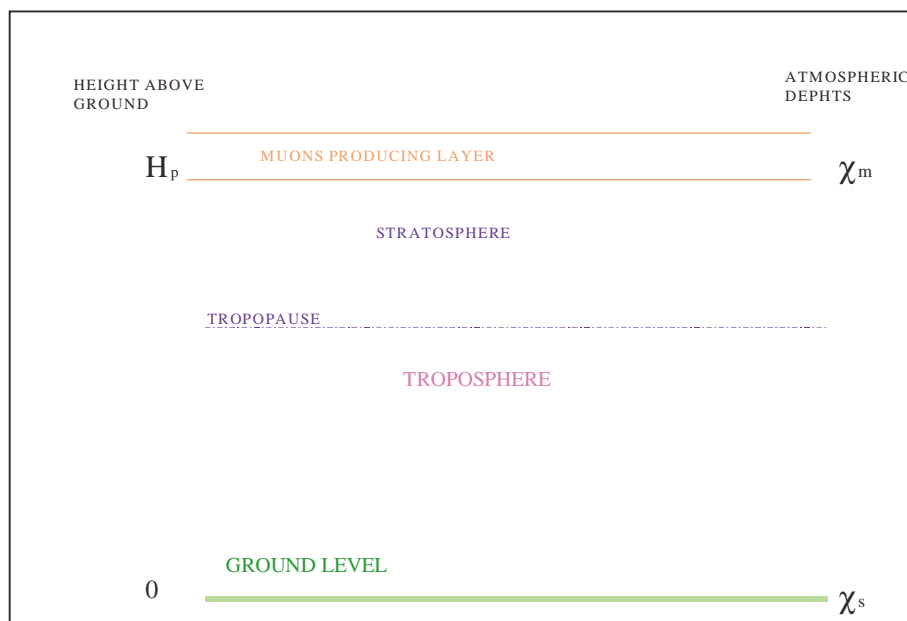 HEIGHT ABOVE
GROUND
ATMOSPHERIC
DEPHTS
Hp
MUONS PRODUCING LAYER
χm
STRATOSPHERE
TROPOPAUSE
TROPOSPHERE
GROUND LEVEL
0
χs